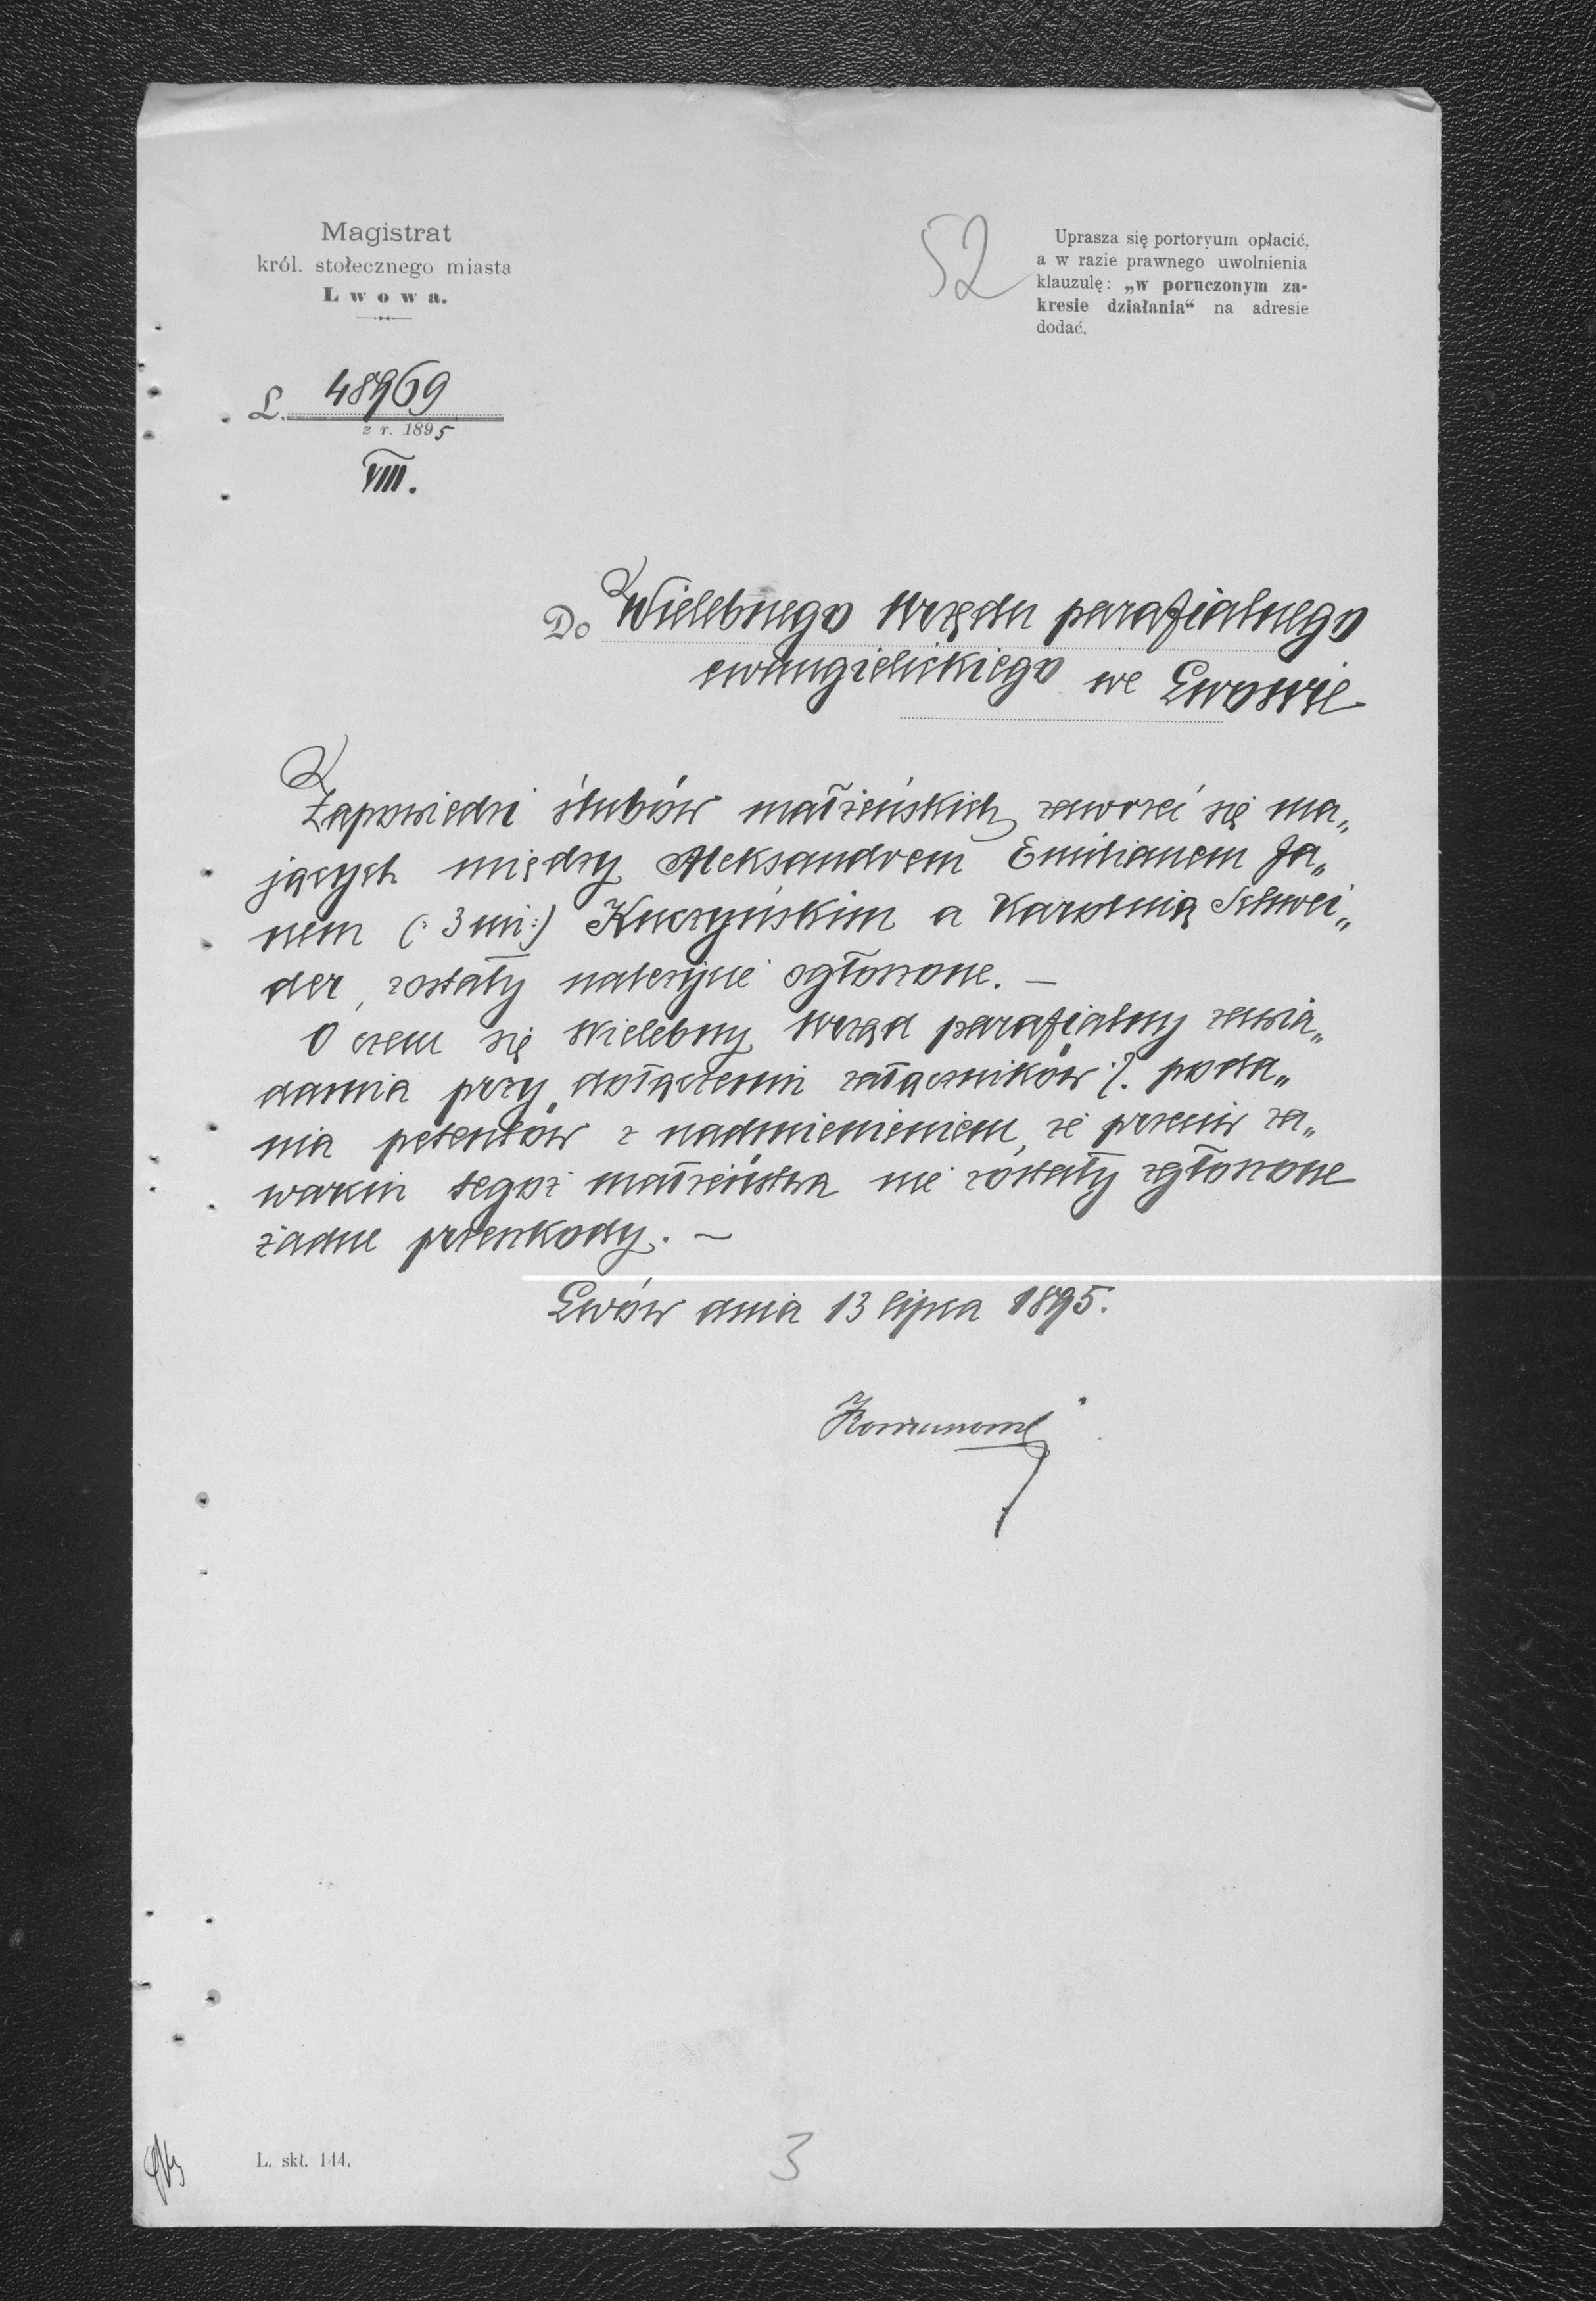 Magistrat
król. stołecznego miasta
Lwowa.
52
Uprasza się portoryum opłacić,
a w razie prawnego uwolnienia
klauzulę: „w poruczonym za-
kresie działania“ na adresie
dodać.
L. 48969
z r. 1895
VIII.
Do Wielebnego Urzędu parafialnego
ewangielickiego we Lwowie
Zapowiedzi ślubów małżeńskich zawrzeć się ma„
jących między Aleksandrem Emilianem Ja„
nem (: 3 im:) Kuczyńskim a Karoliną Schnei„
der, zostały należycie ogłoszone. —
O czem się Wielebny Urząd parafialny zawia„
damia przy dołączeniu załączników ·/. poda„
nia petentów z nadmienieniem, że przeciw za„
warciu tegoż małżeństwa nie zostały zgłoszone
żadne przeszkody. —
Lwów dnia 13 lipca 1895.
L. skł. 144.
3